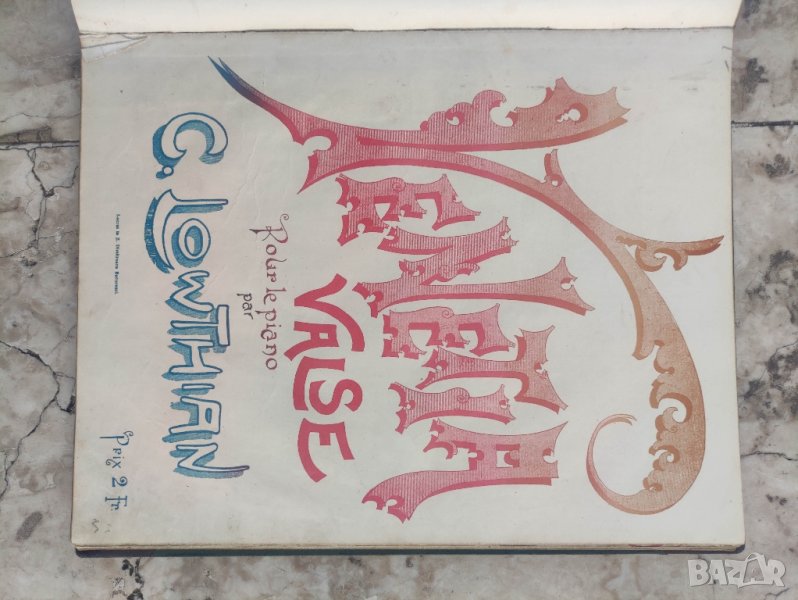 VENETIA
VALSE
Pour le piano
par
C. LOWTHIAN
Prix 2 Fr.
BAZAR